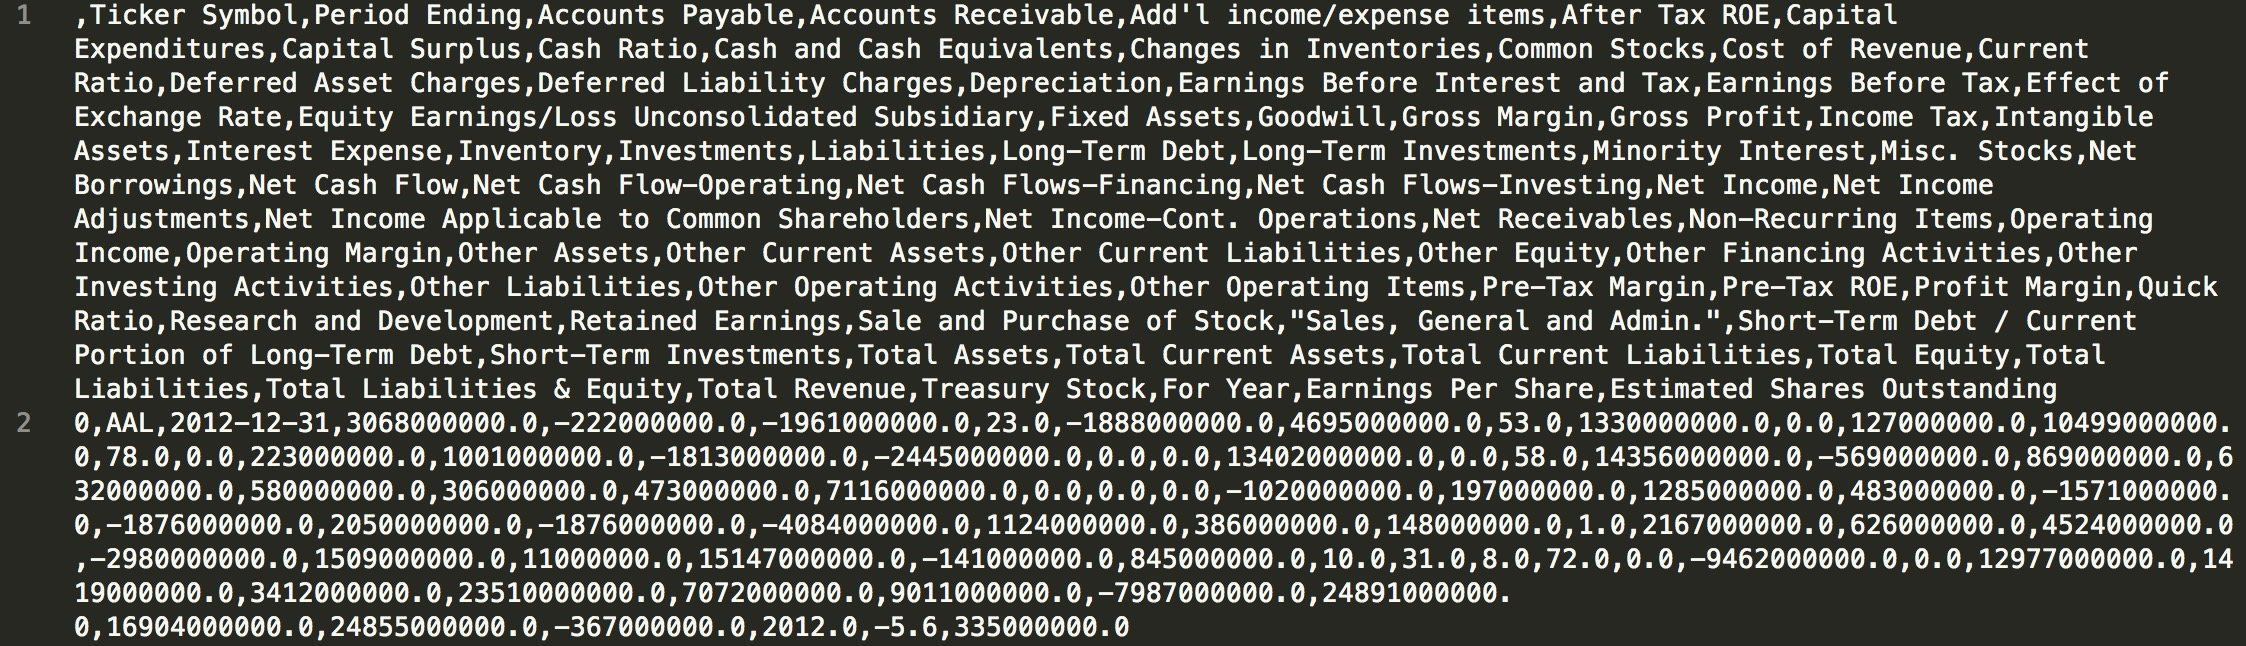 1 ,Ticker Symbol,Period Ending,Accounts Payable,Accounts Receivable,Add'l income/expense items,After Tax ROE,Capital
Expenditures,Capital Surplus,Cash Ratio,Cash and Cash Equivalents,Changes in Inventories,Common Stocks,Cost of Revenue,Current
Ratio,Deferred Asset Charges,Deferred Liability Charges,Depreciation,Earnings Before Interest and Tax,Earnings Before Tax,Effect of
Exchange Rate,Equity Earnings/Loss Unconsolidated Subsidiary,Fixed Assets,Goodwill,Gross Margin,Gross Profit,Income Tax,Intangible
Assets,Interest Expense,Inventory,Investments,Liabilities,Long-Term Debt,Long-Term Investments,Minority Interest,Misc. Stocks,Net
Borrowings,Net Cash Flow,Net Cash Flow-Operating,Net Cash Flows-Financing,Net Cash Flows-Investing,Net Income,Net Income
Adjustments,Net Income Applicable to Common Shareholders,Net Income-Cont. Operations,Net Receivables,Non-Recurring Items,Operating
Income,Operating Margin,Other Assets,Other Current Assets,Other Current Liabilities,Other Equity,Other Financing Activities,Other
Investing Activities,Other Liabilities,Other Operating Activities,Other Operating Items,Pre-Tax Margin,Pre-Tax ROE,Profit Margin,Quick
Ratio,Research and Development,Retained Earnings,Sale and Purchase of Stock,"Sales, General and Admin.",Short-Term Debt / Current
Portion of Long-Term Debt,Short-Term Investments,Total Assets,Total Current Assets,Total Current Liabilities,Total Equity,Total
Liabilities,Total Liabilities & Equity,Total Revenue,Treasury Stock,For Year,Earnings Per Share,Estimated Shares Outstanding
2 0,AAL,2012-12-31,3068000000.0,-222000000.0,-1961000000.0,23.0,-1888000000.0,4695000000.0,53.0,1330000000.0,0.0,127000000.0,10499000000.
0,78.0,0.0,223000000.0,1001000000.0,-1813000000.0,-2445000000.0,0.0,0.0,13402000000.0,0.0,58.0,14356000000.0,-569000000.0,869000000.0,6
32000000.0,580000000.0,306000000.0,473000000.0,7116000000.0,0.0,0.0,0.0,-1020000000.0,197000000.0,1285000000.0,483000000.0,-1571000000.
0,-1876000000.0,2050000000.0,-1876000000.0,-4084000000.0,1124000000.0,386000000.0,148000000.0,1.0,2167000000.0,626000000.0,4524000000.0
,-2980000000.0,1509000000.0,11000000.0,15147000000.0,-141000000.0,845000000.0,10.0,31.0,8.0,72.0,0.0,-9462000000.0,0.0,12977000000.0,14
19000000.0,3412000000.0,23510000000.0,7072000000.0,9011000000.0,-7987000000.0,24891000000.
0,16904000000.0,24855000000.0,-367000000.0,2012.0,-5.6,335000000.0